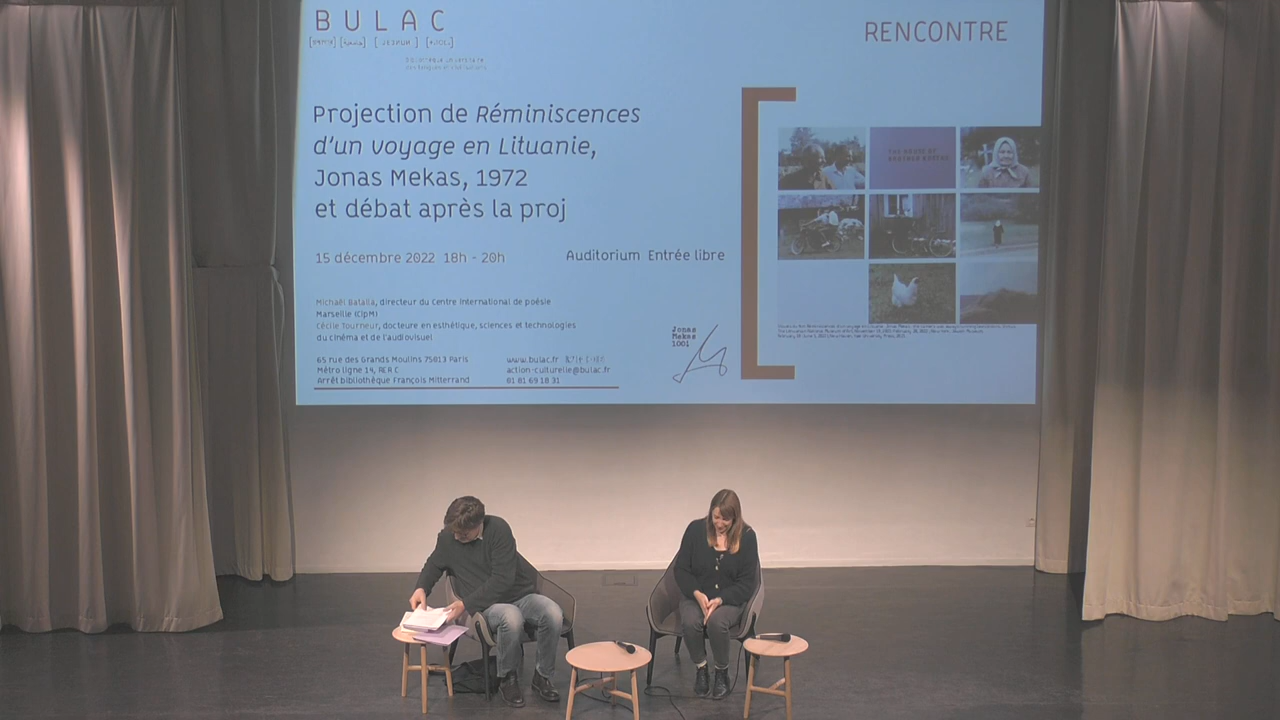 BULAC
RENCONTRE
Projection de Réminiscences
d'un voyage en Lituanie,
Jonas Mekas, 1972
et débat après la proj
15 décembre 2022 18h - 20h
Auditorium Entrée libre
Michaël Batalla, directeur du Centre international de poésie
Marseille (CipM)
Cécile Tourneur, docteure en esthétique, sciences et technologies
du cinéma et de l'audiovisuel
65 rue des Grands Moulins 75013 Paris
Métro ligne 14, RER C
Arrêt bibliothèque François Mitterrand
www.bulac.fr
action-culturelle@bulac.fr
01 81 69 18 31
Jonas
Mekas
100!